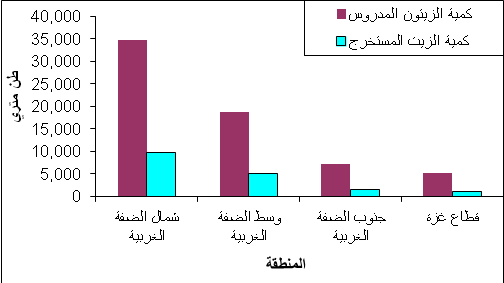 كمية الزيتون المدروس
كمية الزيت المستخرج
طن متري
40,000
35,000
30,000
25,000
20,000
15,000
10,000
5,000
0
شمال الضفة
الغربية
وسط الضفة
الغربية
جنوب الضفة
الغربية
قطاع غزة
المنطقة